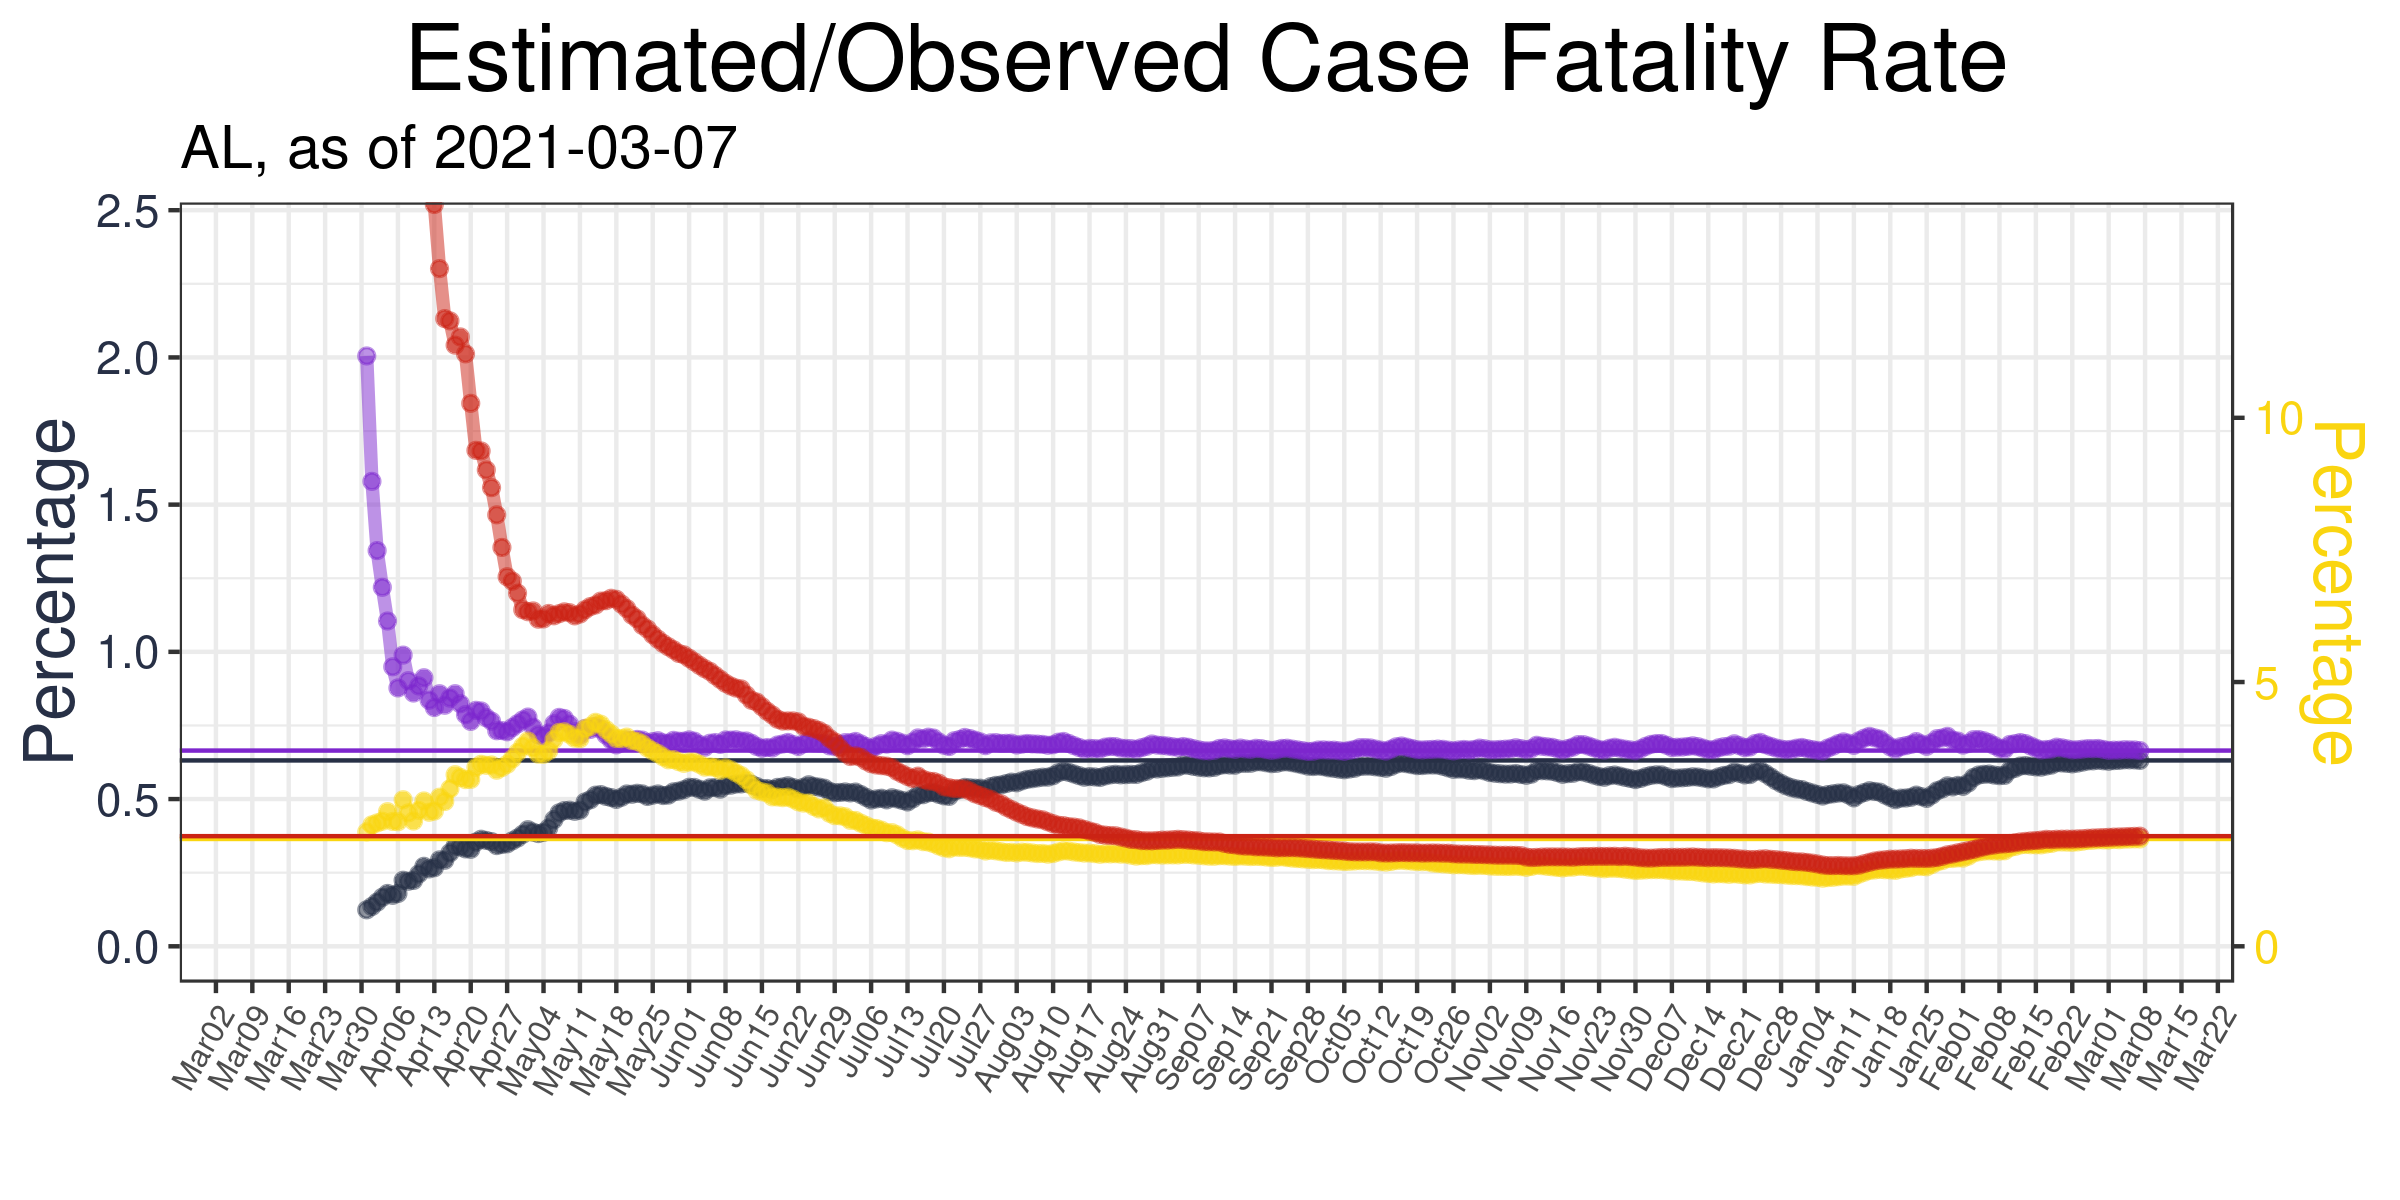 Estimated/Observed Case Fatality Rate
AL, as of 2021-03-07
Percentage
2.5
2.0
1.5
1.0
0.5
0.0
10
5
0
Percentage
Mar02 Mar09 Mar16 Mar23 Mar30 Apr06 Apr13 Apr20 Apr27 May04 May11 May18 May25 Jun01 Jun08 Jun15 Jun22 Jun29 Jul06 Jul13 Jul20 Jul27 Aug03 Aug10 Aug17 Aug24 Aug31 Sep07 Sep14 Sep21 Sep28 Oct05 Oct12 Oct19 Oct26 Nov02 Nov09 Nov16 Nov23 Nov30 Dec07 Dec14 Dec21 Dec28 Jan04 Jan11 Jan18 Jan25 Feb01 Feb08 Feb15 Feb22 Mar01 Mar08 Mar15 Mar22